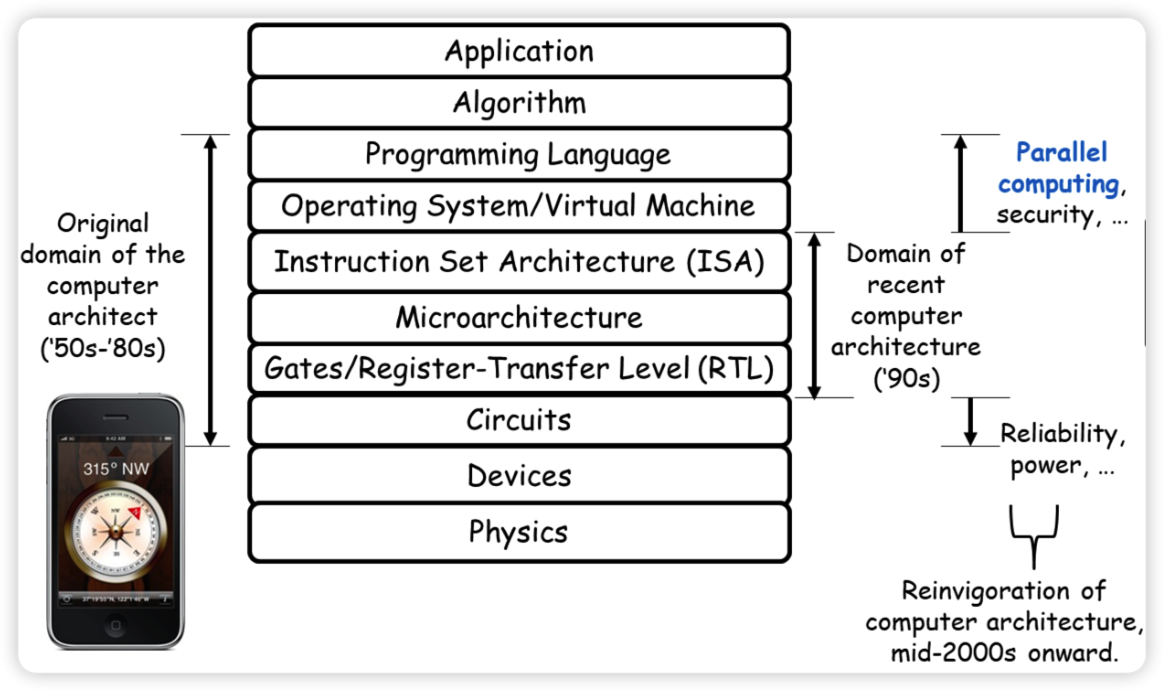 Application
Algorithm
Programming Language
Operating System/Virtual Machine
Instruction Set Architecture (ISA)
Microarchitecture
Gates/Register-Transfer Level (RTL)
Circuits
Devices
Physics
Original
domain of the
computer
architect
('50s-'80s)
315° NW
Domain of
recent
computer
architecture
('90s)
Parallel
computing,
security, …
Reliability,
power, …
Reinvigoration of
computer architecture,
mid-2000s onward.